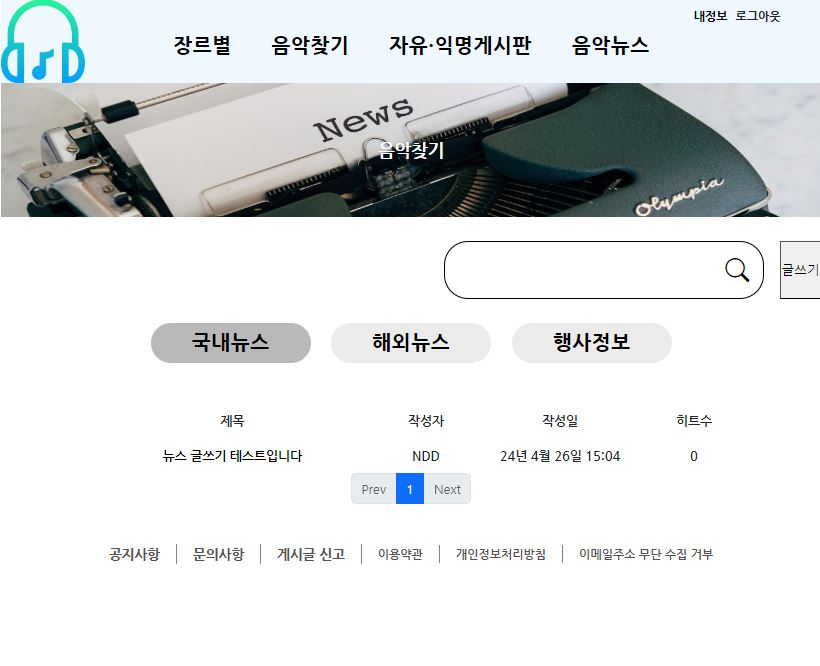 내정보 로그아웃
장르별 음악찾기 자유·익명게시판 음악뉴스
News
음악찾기
Olympia
글쓰기
국내뉴스 해외뉴스 행사정보
제목 작성자 작성일 히트수
뉴스 글쓰기 테스트입니다 NDD 24년 4월 26일 15:04 0
Prev 1 Next
공지사항 문의사항 게시글 신고 이용약관 개인정보처리방침 이메일주소 무단 수집 거부